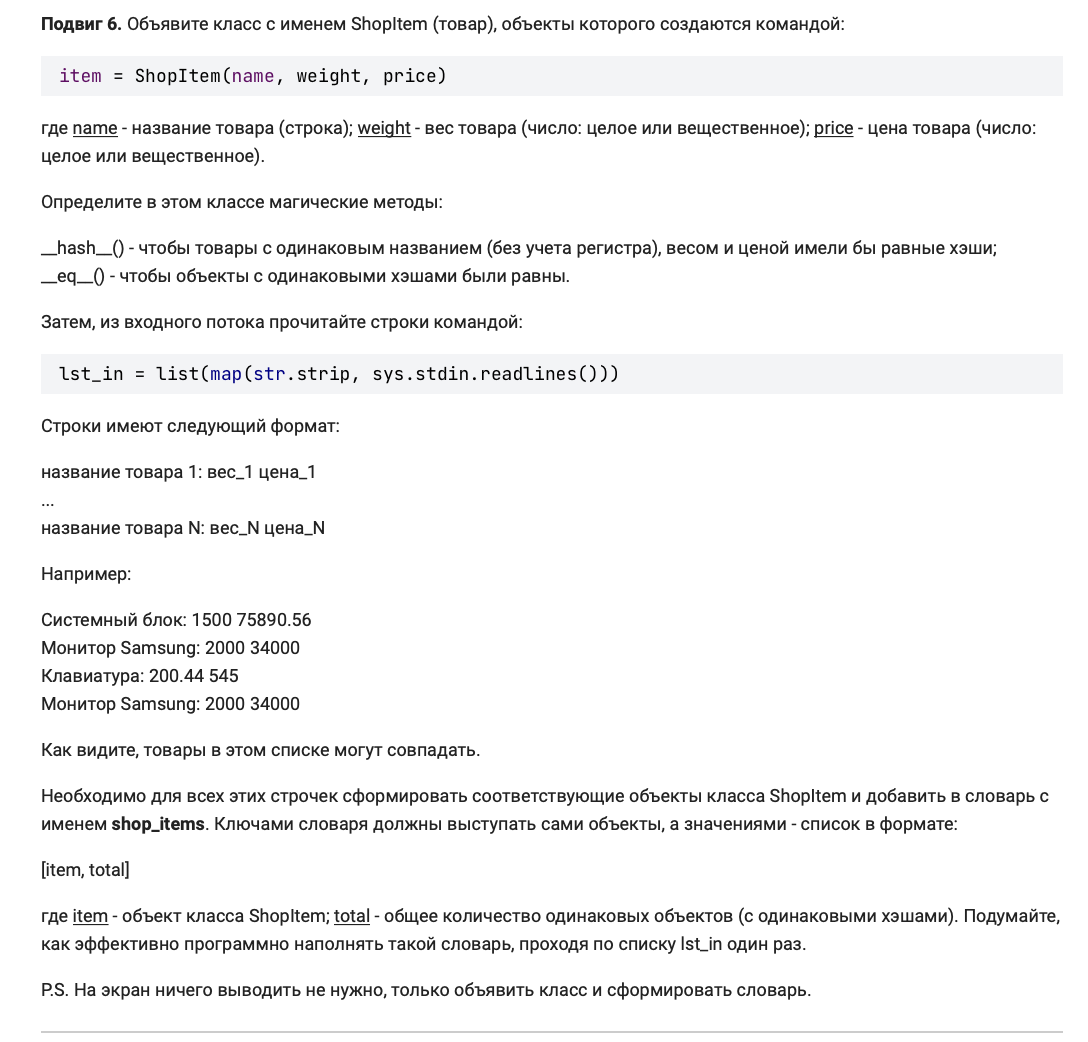 Подвиг 6. Объявите класс с именем ShopItem (товар), объекты которого создаются командой:
item = ShopItem(name, weight, price)
где name - название товара (строка); weight - вес товара (число: целое или вещественное); price - цена товара (число:
целое или вещественное).
Определите в этом классе магические методы:
__hash__() - чтобы товары с одинаковым названием (без учета регистра), весом и ценой имели бы равные хэши;
__eq__() - чтобы объекты с одинаковыми хэшами были равны.
Затем, из входного потока прочитайте строки командой:
lst_in = list(map(str.strip, sys.stdin.readlines()))
Строки имеют следующий формат:
название товара 1: вес_1 цена_1
...
название товара N: вес_N цена_N
Например:
Системный блок: 1500 75890.56
Монитор Samsung: 2000 34000
Клавиатура: 200.44 545
Монитор Samsung: 2000 34000
Как видите, товары в этом списке могут совпадать.
Необходимо для всех этих строчек сформировать соответствующие объекты класса ShopItem и добавить в словарь с
именем shop_items. Ключами словаря должны выступать сами объекты, а значениями - список в формате:
[item, total]
где item - объект класса ShopItem; total - общее количество одинаковых объектов (с одинаковыми хэшами). Подумайте,
как эффективно программно наполнять такой словарь, проходя по списку lst_in один раз.
P.S. На экран ничего выводить не нужно, только объявить класс и сформировать словарь.